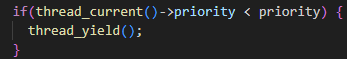 if(thread_current()->priority < priority) {
  thread_yield();
}